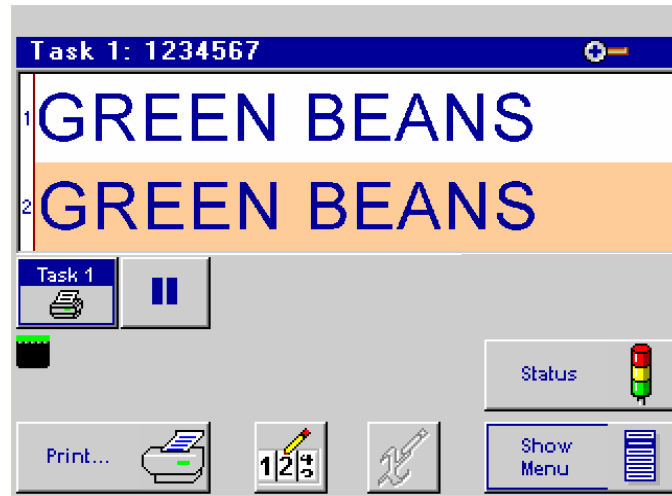 Task 1: 1234567
1 GREEN BEANS
2 GREEN BEANS
Task 1
Status
Print...
Show
Menu